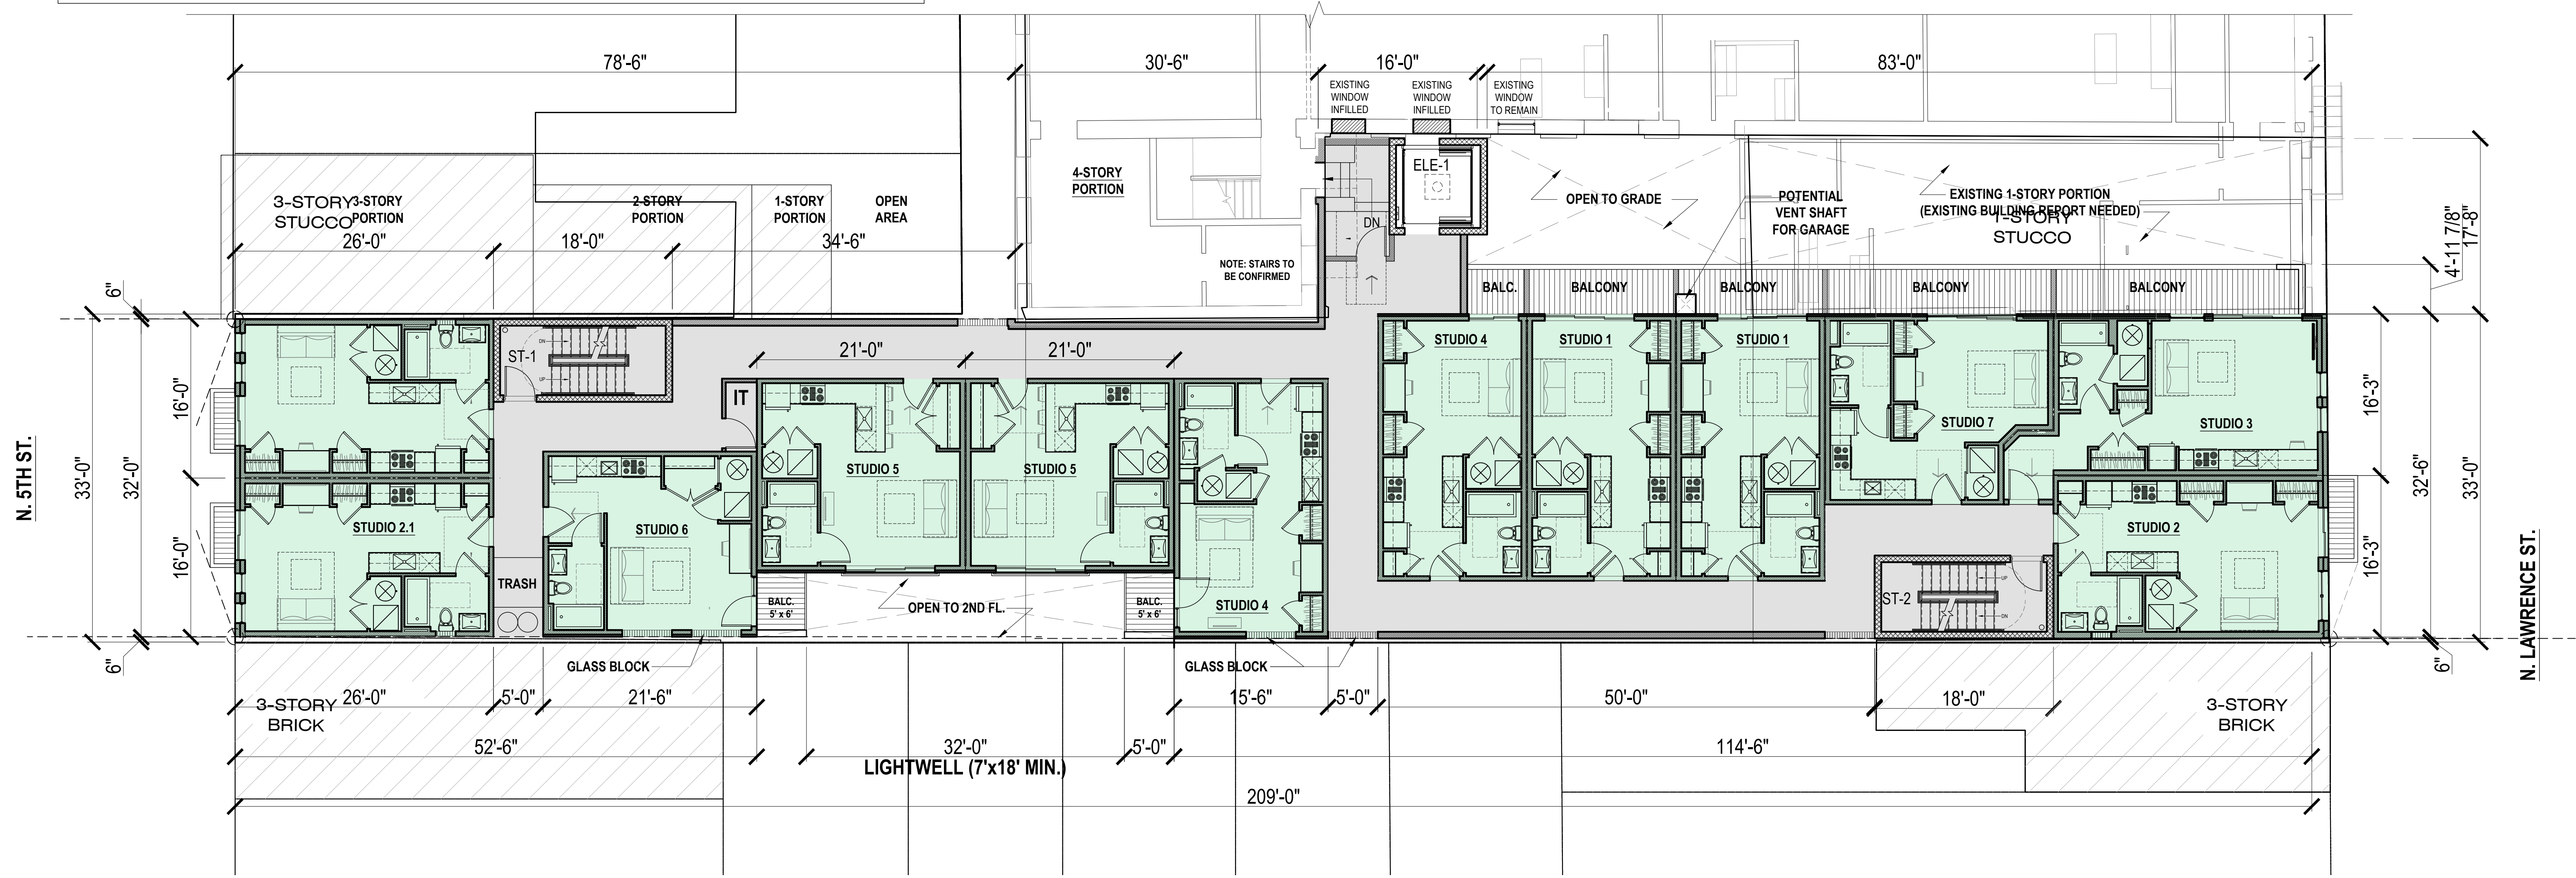 78'-6"
30'-6"
16'-0"
83'-0"
EXISTING
WINDOW
INFILLED
EXISTING
WINDOW
INFILLED
EXISTING
WINDOW
TO REMAIN
3-STORY
STUCCO
3-STORY
PORTION
2-STORY
PORTION
1-STORY
PORTION
OPEN
AREA
4-STORY
PORTION
ELE-1
DN
OPEN TO GRADE
POTENTIAL
VENT SHAFT
FOR GARAGE
EXISTING 1-STORY PORTION
(EXISTING BUILDING REPORT NEEDED)
1-STORY
STUCCO
26'-0"
18'-0"
34'-6"
NOTE: STAIRS TO
BE CONFIRMED
4'-11 7/8"
17'-8"
BALC.
BALCONY
BALCONY
BALCONY
BALCONY
6"
33'-0"
32'-0"
16'-0"
16'-0"
6"
N. 5TH ST.
ST-1
DN
UP
21'-0"
21'-0"
IT
STUDIO 4
STUDIO 1
STUDIO 1
STUDIO 7
STUDIO 3
STUDIO 5
STUDIO 5
STUDIO 2.1
STUDIO 6
STUDIO 2
TRASH
BALC.
5' x 6'
OPEN TO 2ND FL.
BALC.
5' x 6'
STUDIO 4
ST-2
UP
DN
16'-3"
16'-3"
32'-6"
33'-0"
6"
N. LAWRENCE ST.
GLASS BLOCK
GLASS BLOCK
3-STORY
BRICK
26'-0"
5'-0"
21'-6"
15'-6"
5'-0"
50'-0"
18'-0"
3-STORY
BRICK
52'-6"
32'-0"
5'-0"
114'-6"
LIGHTWELL (7'x18' MIN.)
209'-0"